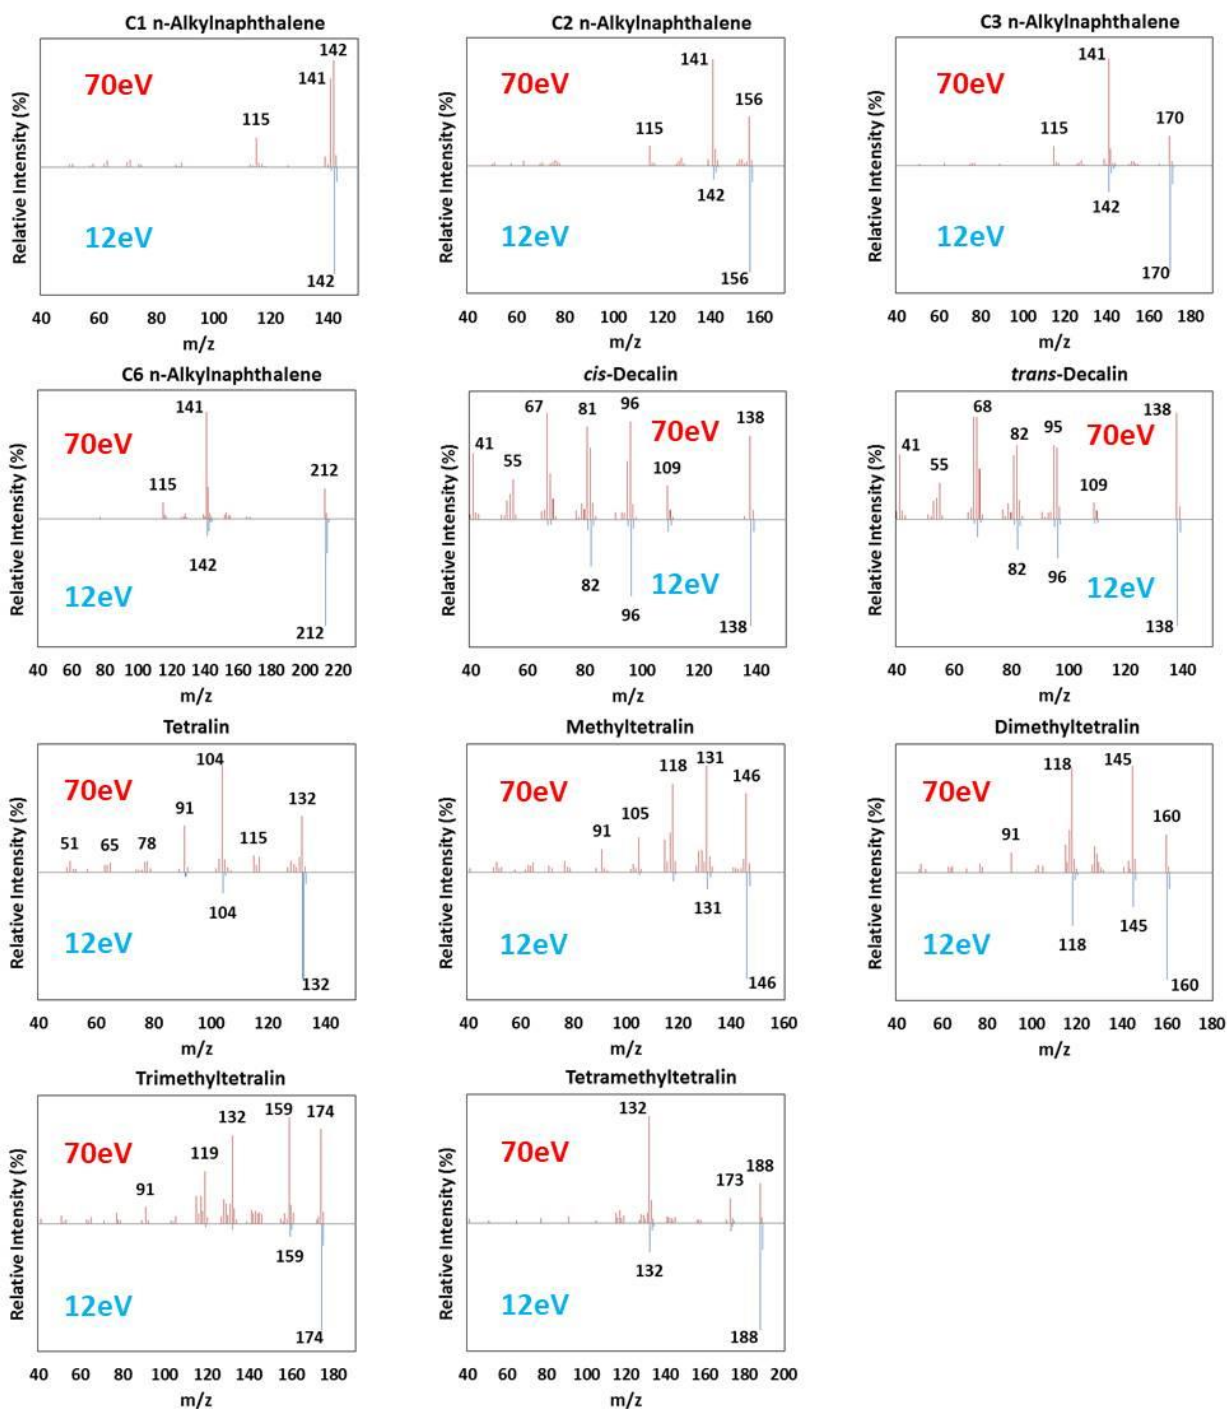 C1 n-Alkylnaphthalene
Relative Intensity (%)
70eV
12eV
142
141
115
142
40 60 80 100 120 140
m/z
C2 n-Alkylnaphthalene
Relative Intensity (%)
70eV
12eV
141
156
115
142
156
40 60 80 100 120 140 160
m/z
C3 n-Alkylnaphthalene
Relative Intensity (%)
70eV
12eV
141
170
115
142
170
40 60 80 100 120 140 160 180
m/z
C6 n-Alkylnaphthalene
Relative Intensity (%)
70eV
12eV
141
212
115
142
212
40 60 80 100 120 140 160 180 200 220
m/z
cis-Decalin
Relative Intensity (%)
70eV
12eV
41
55
67
81
96
109
138
82
96
138
40 60 80 100 120 140
m/z
trans-Decalin
Relative Intensity (%)
70eV
12eV
41
55
68
82
95
109
138
82
96
138
40 60 80 100 120 140
m/z
Tetralin
Relative Intensity (%)
70eV
12eV
51
65
78
91
104
115
132
104
132
40 60 80 100 120 140
m/z
Methyltetralin
Relative Intensity (%)
70eV
12eV
91
105
118
131
146
131
146
40 60 80 100 120 140 160
m/z
Dimethyltetralin
Relative Intensity (%)
70eV
12eV
91
118
145
160
118
145
160
40 60 80 100 120 140 160 180
m/z
Trimethyltetralin
Relative Intensity (%)
70eV
12eV
91
119
132
159
174
159
174
40 60 80 100 120 140 160 180
m/z
Tetramethyltetralin
Relative Intensity (%)
70eV
12eV
132
173
188
132
188
40 60 80 100 120 140 160 180 200
m/z